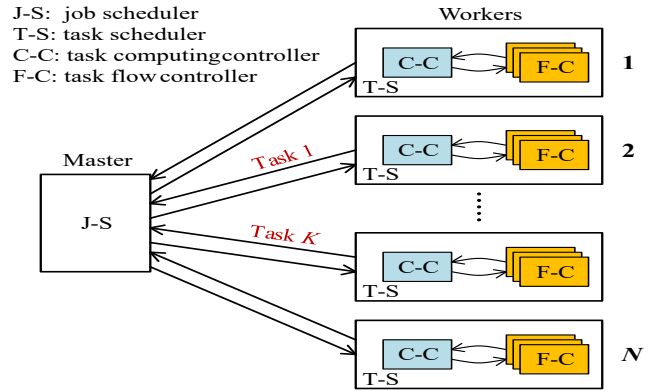 J-S: job scheduler
T-S: task scheduler
C-C: task computingcontroller
F-C: task flow controller
Workers
C-C
F-C
T-S
1
Master
J-S
Task 1
C-C
F-C
T-S
2
Task K
C-C
F-C
T-S
C-C
F-C
T-S
N